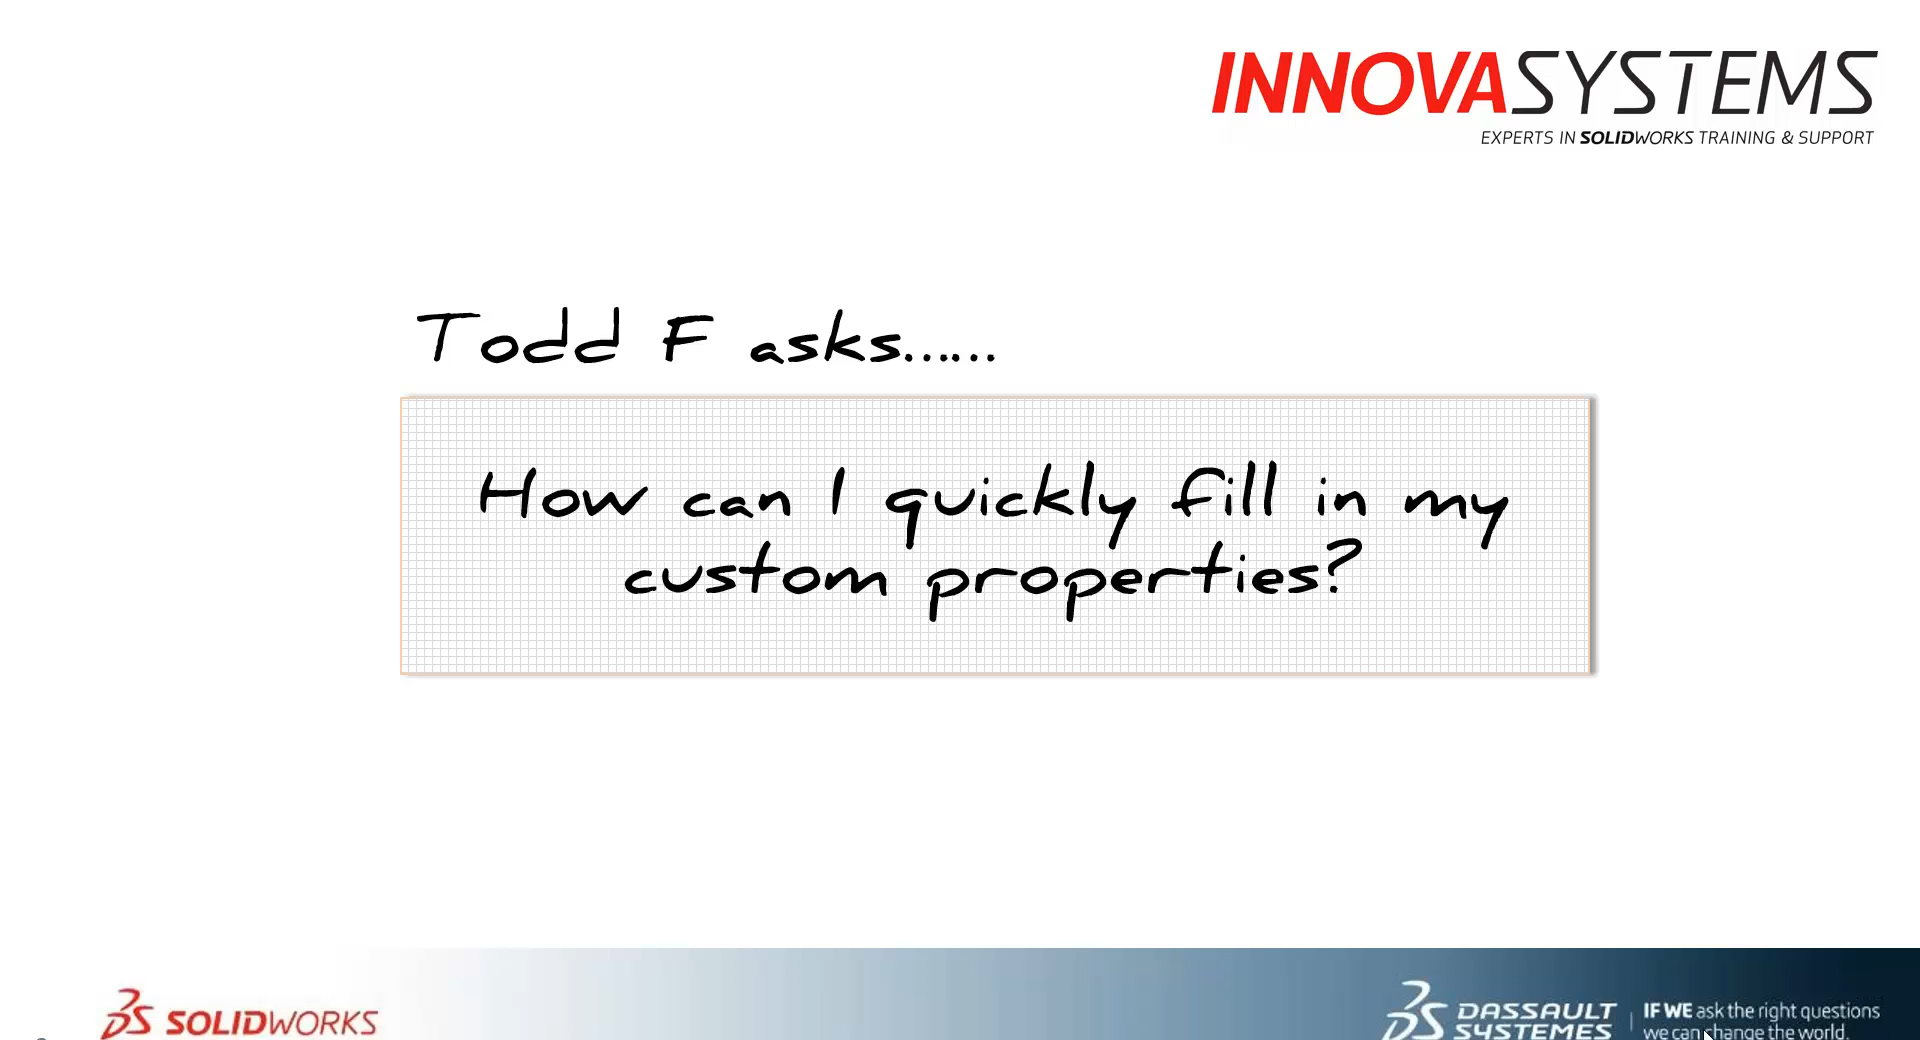 INNOVASYSTEMS
EXPERTS IN SOLIDWORKS TRAINING & SUPPORT
Todd F asks......
How can I quickly fill in my
custom properties?
SOLIDWORKS
DASSAULT
SYSTEMES
IF WE ask the right questions
we can change the world.